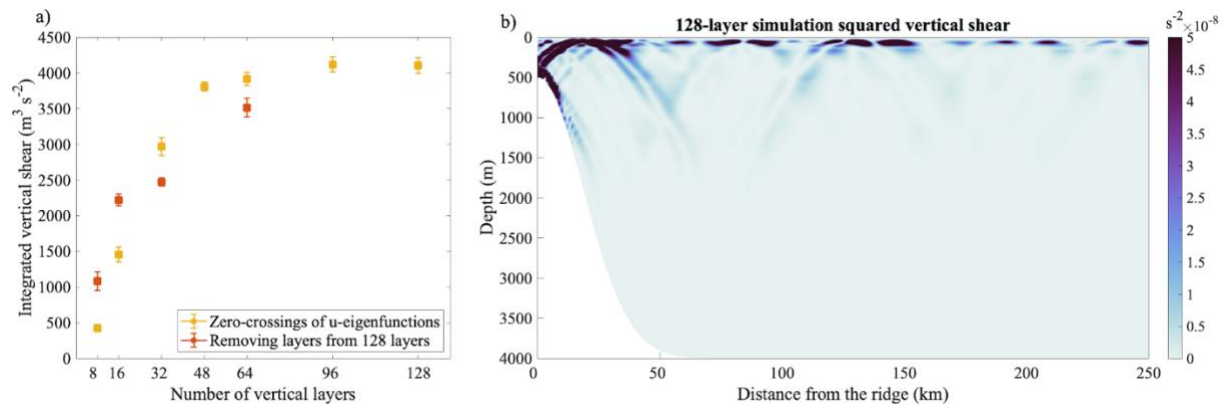 a)
Integrated vertical shear (m³ s⁻²)
4500
4000
3500
3000
2500
2000
1500
1000
500
0
8 16 32 48 64 96 128
Number of vertical layers
Zero-crossings of u-eigenfunctions
Removing layers from 128 layers
b)
128-layer simulation squared vertical shear
Depth (m)
0
500
1000
1500
2000
2500
3000
3500
4000
0 50 100 150 200 250
Distance from the ridge (km)
s⁻²×10⁻⁸
5
4.5
4
3.5
3
2.5
2
1.5
1
0.5
0